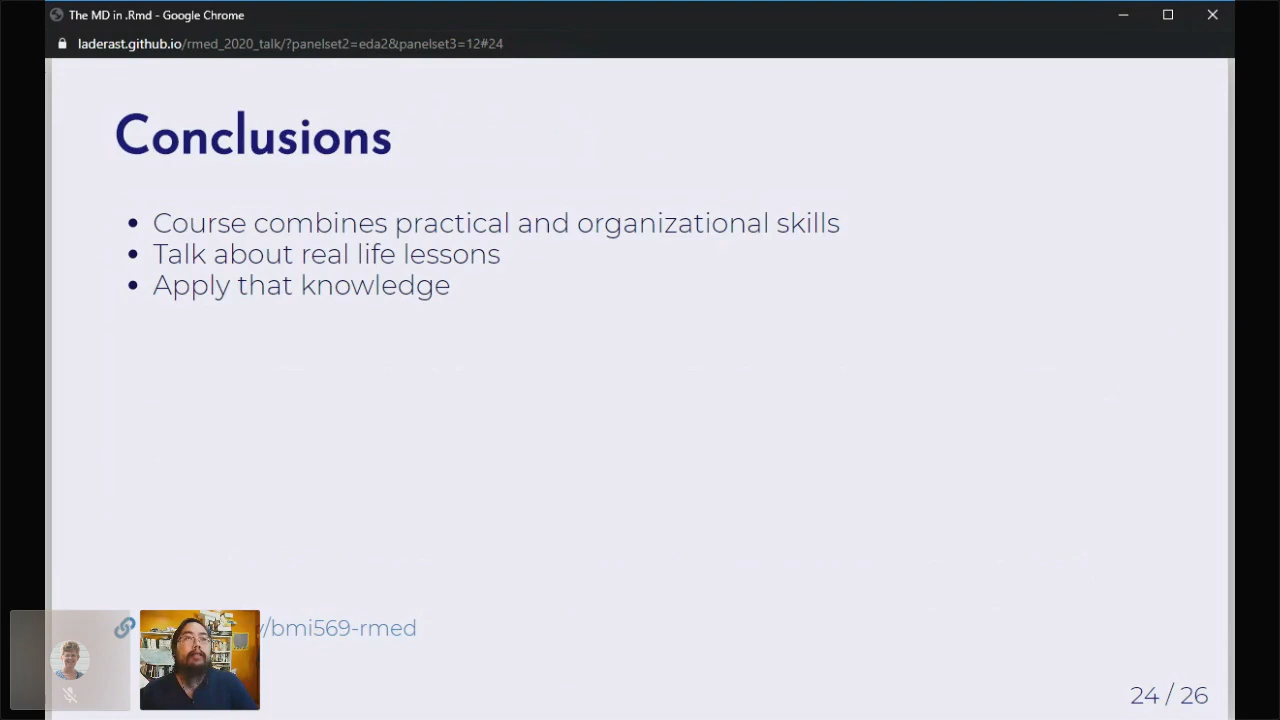 The MD in .Rmd - Google Chrome
laderast.github.io/rmed_2020_talk/?panelset2=eda2&panelset3=12#24
Conclusions
Course combines practical and organizational skills
Talk about real life lessons
Apply that knowledge
/bmi569-rmed
24 / 26